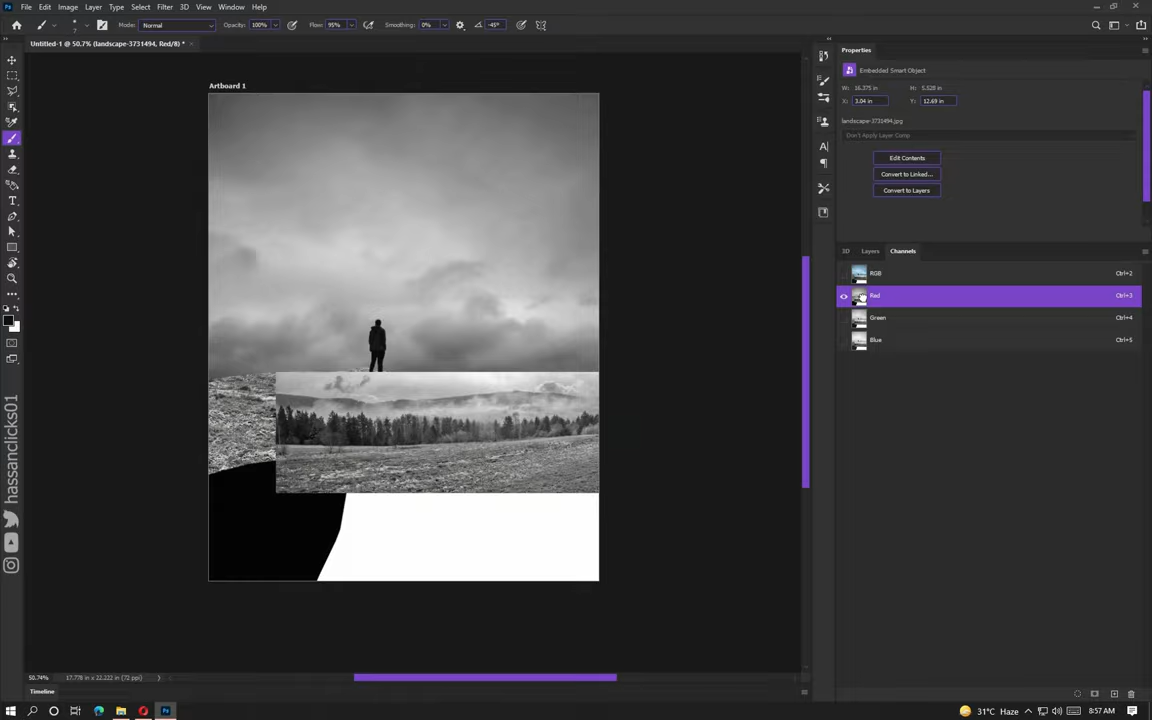 Ps File Edit Image Layer Type Select Filter 3D View Window Help
7 Mode: Normal Opacity: 100% Flow: 95% Smoothing: 0% -45°
Untitled-1 @ 50.7% (landscape-3731494, Red/8) * ×
Artboard 1
Properties
Embedded Smart Object
W: 16.375 in H: 5.528 in
X: 3.04 in Y: 12.69 in
landscape-3731494.jpg
Don't Apply Layer Comp
Edit Contents
Convert to Linked...
Convert to Layers
3D Layers Channels
RGB Ctrl+2
Red Ctrl+3
Green Ctrl+4
Blue Ctrl+5
hassanclicks01
50.74% 17.778 in x 22.222 in (72 ppi)
Timeline
Ps 31°C Haze 8:57 AM